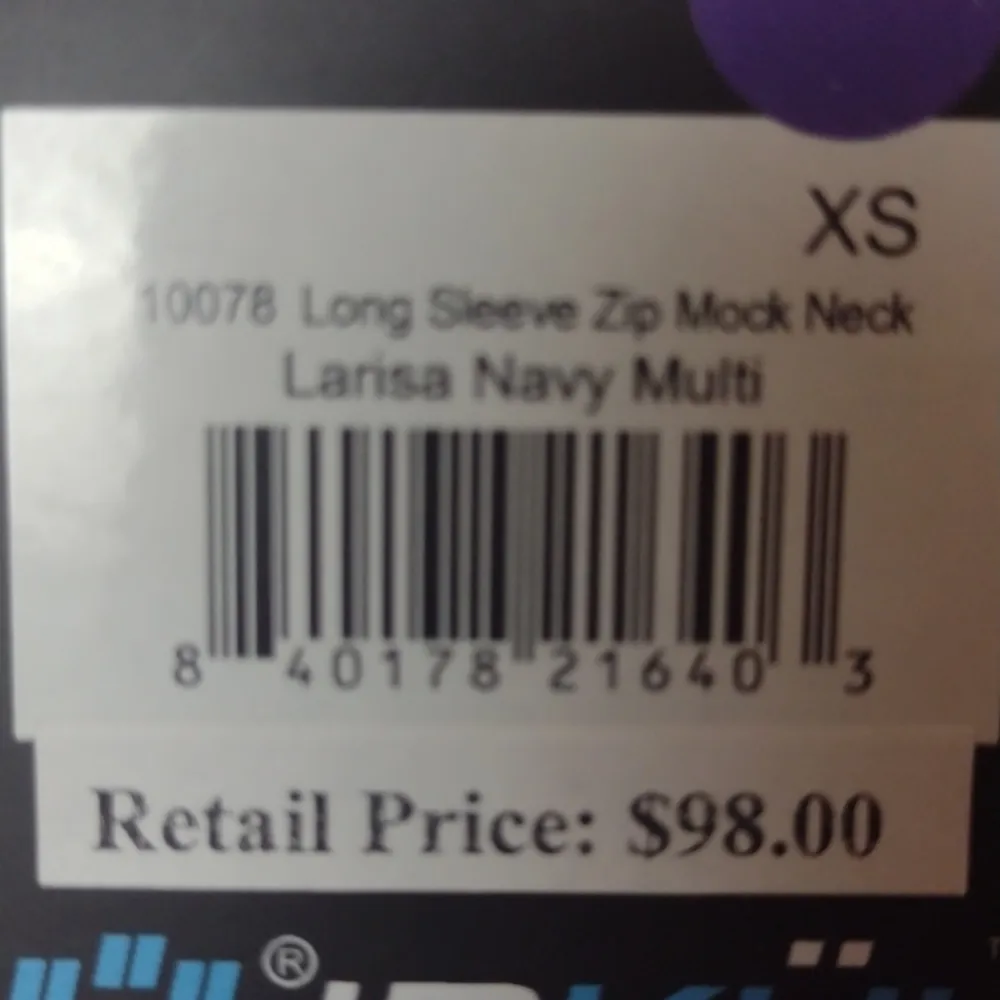 XS
10078 Long Sleeve Zip Mock Neck
Larisa Navy Multi
8 40178 21640 3
Retail Price: $98.00
®